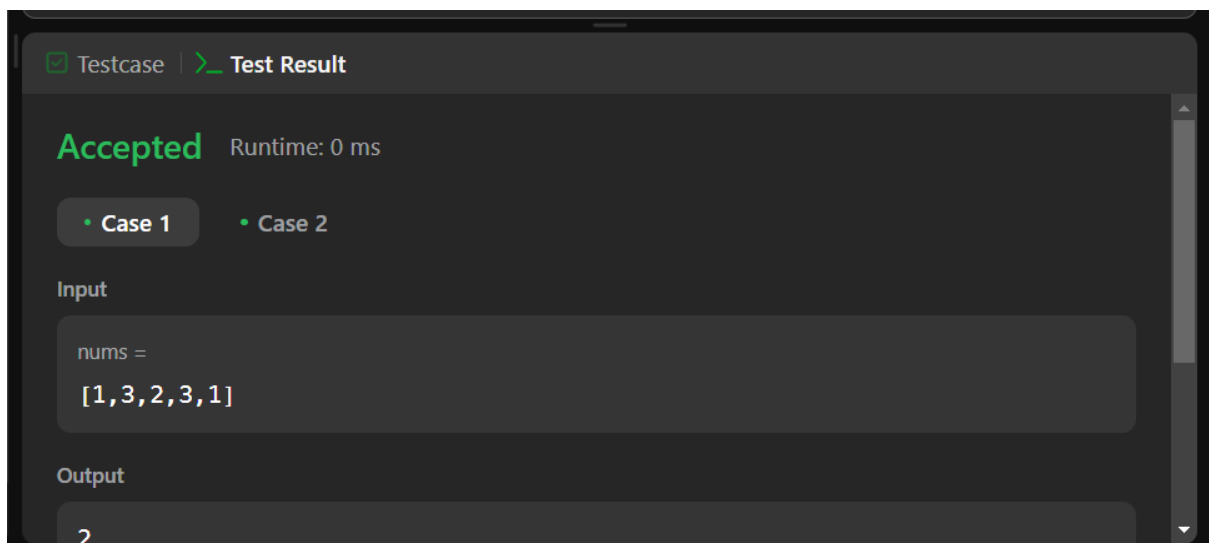 Testcase | >_ Test Result
Accepted Runtime: 0 ms
• Case 1 • Case 2
Input
nums =
[1,3,2,3,1]
Output
2